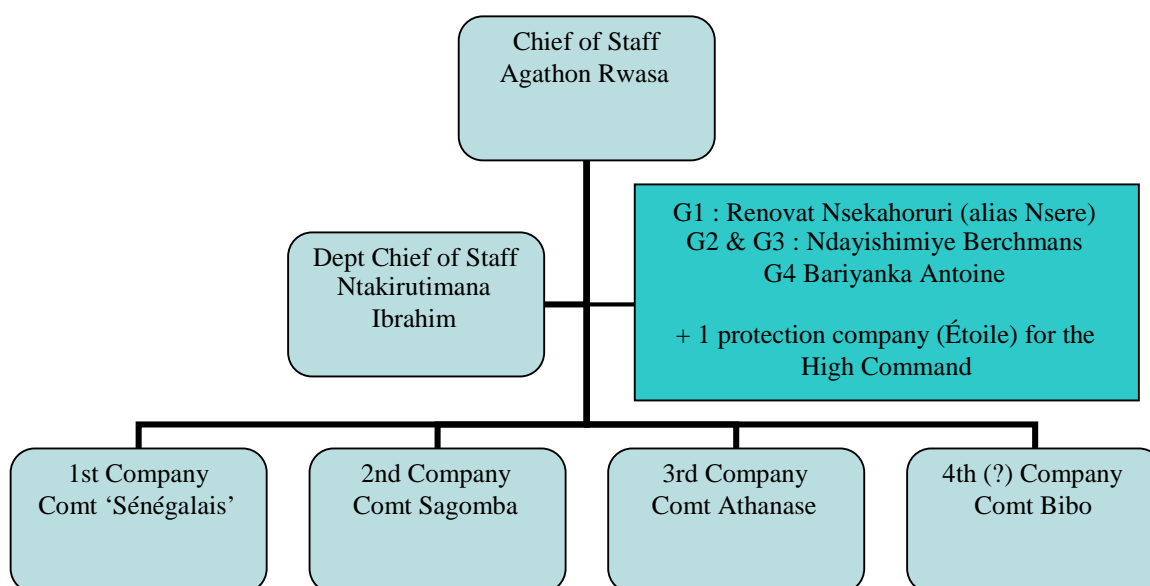 Chief of Staff
Agathon Rwasa
G1 : Renovat Nsekahoruri (alias Nsere)
G2 & G3 : Ndayishimiye Berchmans
G4 Bariyanka Antoine
+ 1 protection company (Étoile) for the
High Command
Dept Chief of Staff
Ntakirutimana
Ibrahim
1st Company
Comt ‘Sénégalais’
2nd Company
Comt Sagomba
3rd Company
Comt Athanase
4th (?) Company
Comt Bibo